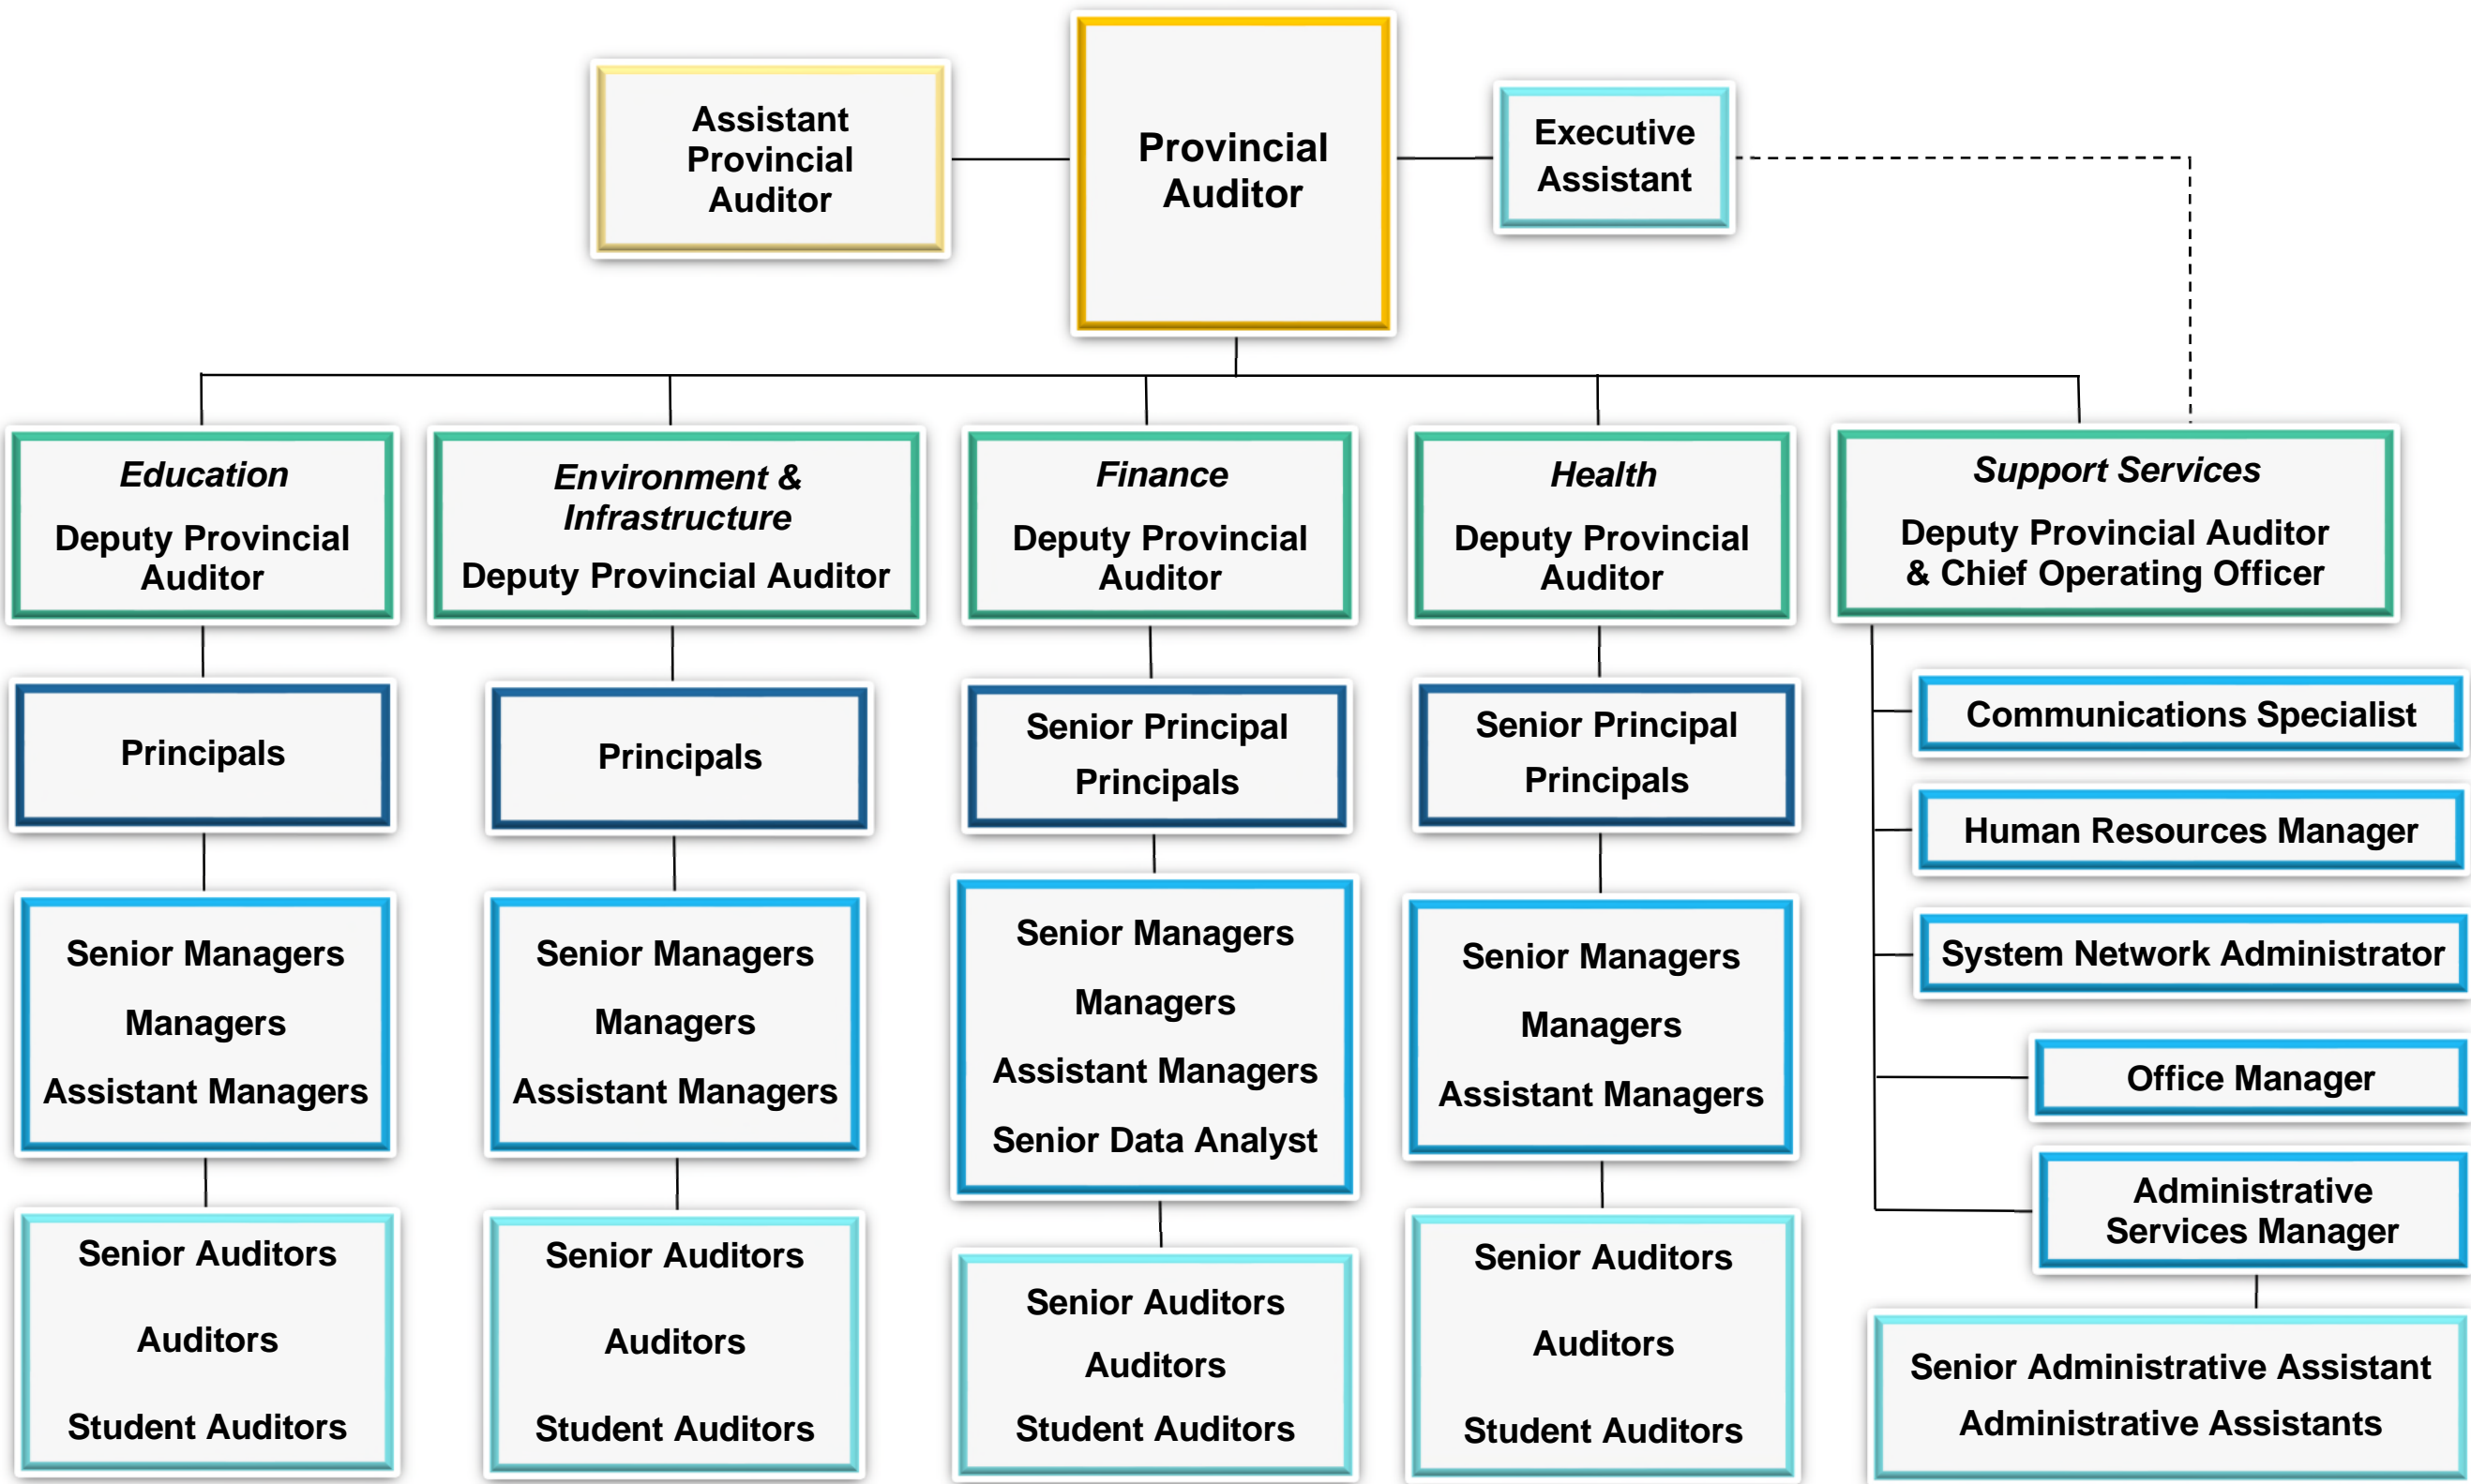 Assistant
Provincial
Auditor
Provincial
Auditor
Executive
Assistant
Education
Deputy Provincial
Auditor
Environment &
Infrastructure
Deputy Provincial Auditor
Finance
Deputy Provincial
Auditor
Health
Deputy Provincial
Auditor
Support Services
Deputy Provincial Auditor
& Chief Operating Officer
Principals
Principals
Senior Principal
Principals
Senior Principal
Principals
Communications Specialist
Human Resources Manager
System Network Administrator
Office Manager
Administrative
Services Manager
Senior Managers
Managers
Assistant Managers
Senior Managers
Managers
Assistant Managers
Senior Managers
Managers
Assistant Managers
Senior Data Analyst
Senior Managers
Managers
Assistant Managers
Senior Auditors
Auditors
Student Auditors
Senior Auditors
Auditors
Student Auditors
Senior Auditors
Auditors
Student Auditors
Senior Auditors
Auditors
Student Auditors
Senior Administrative Assistant
Administrative Assistants